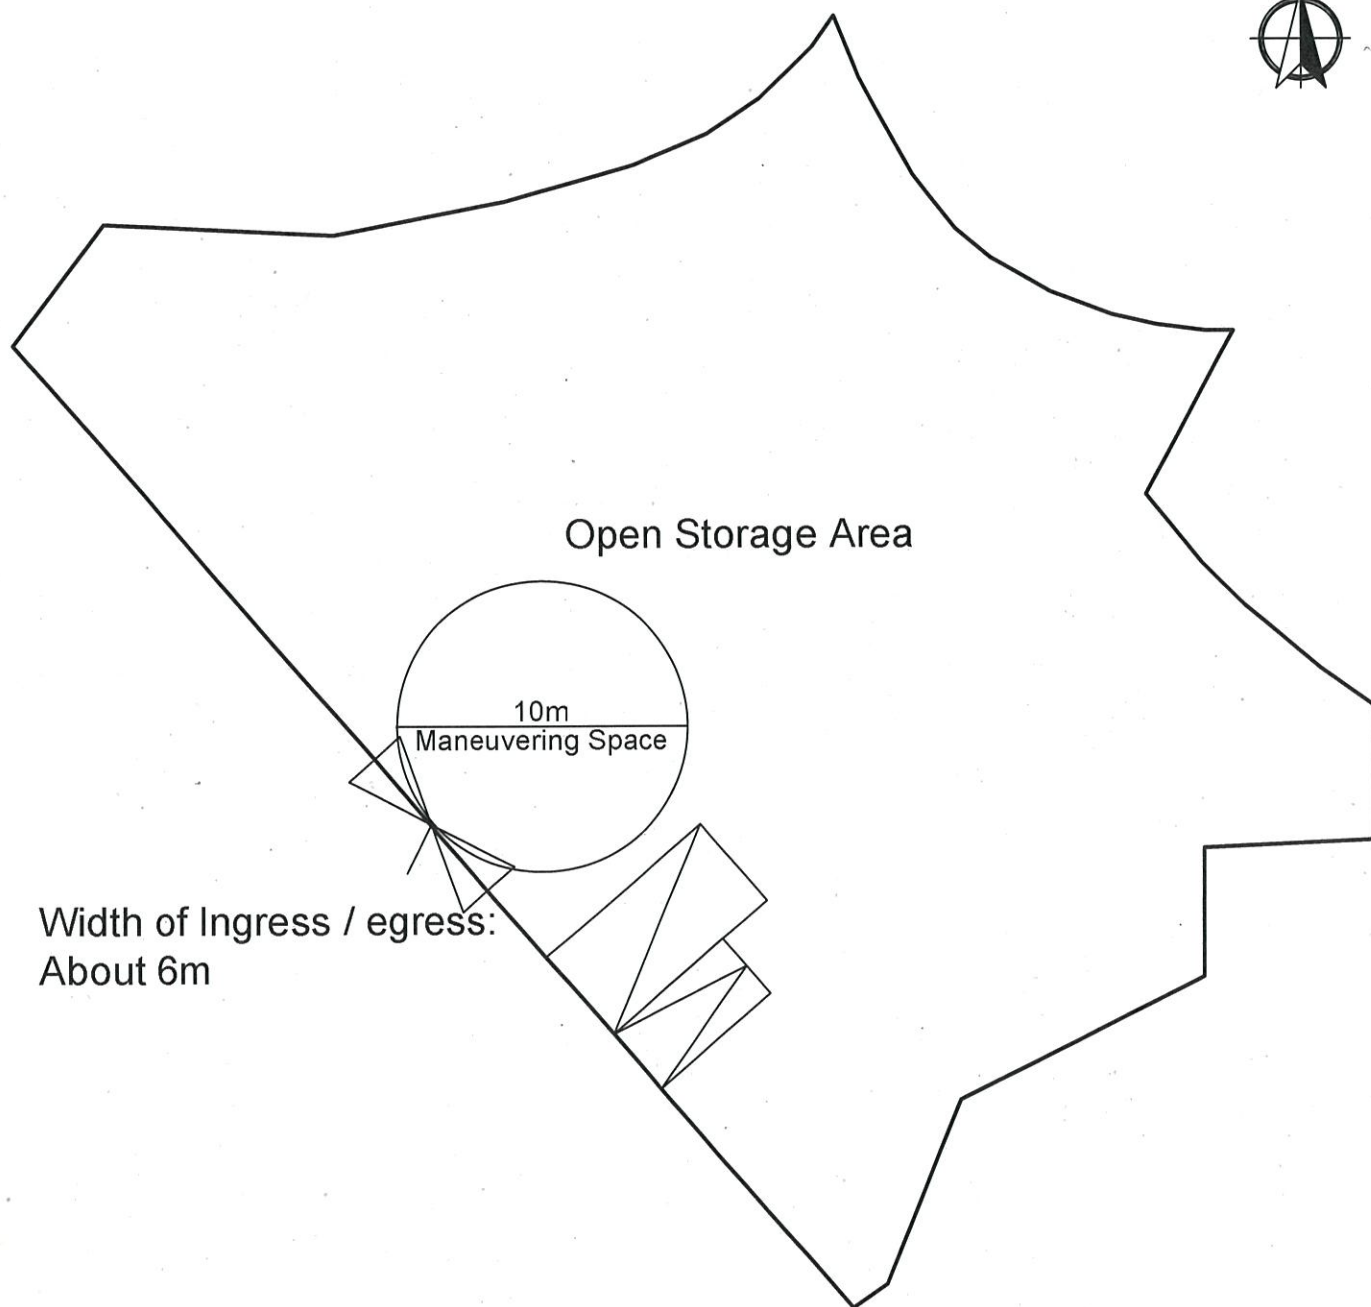 Open Storage Area
10m
Maneuvering Space
Width of Ingress / egress:
About 6m